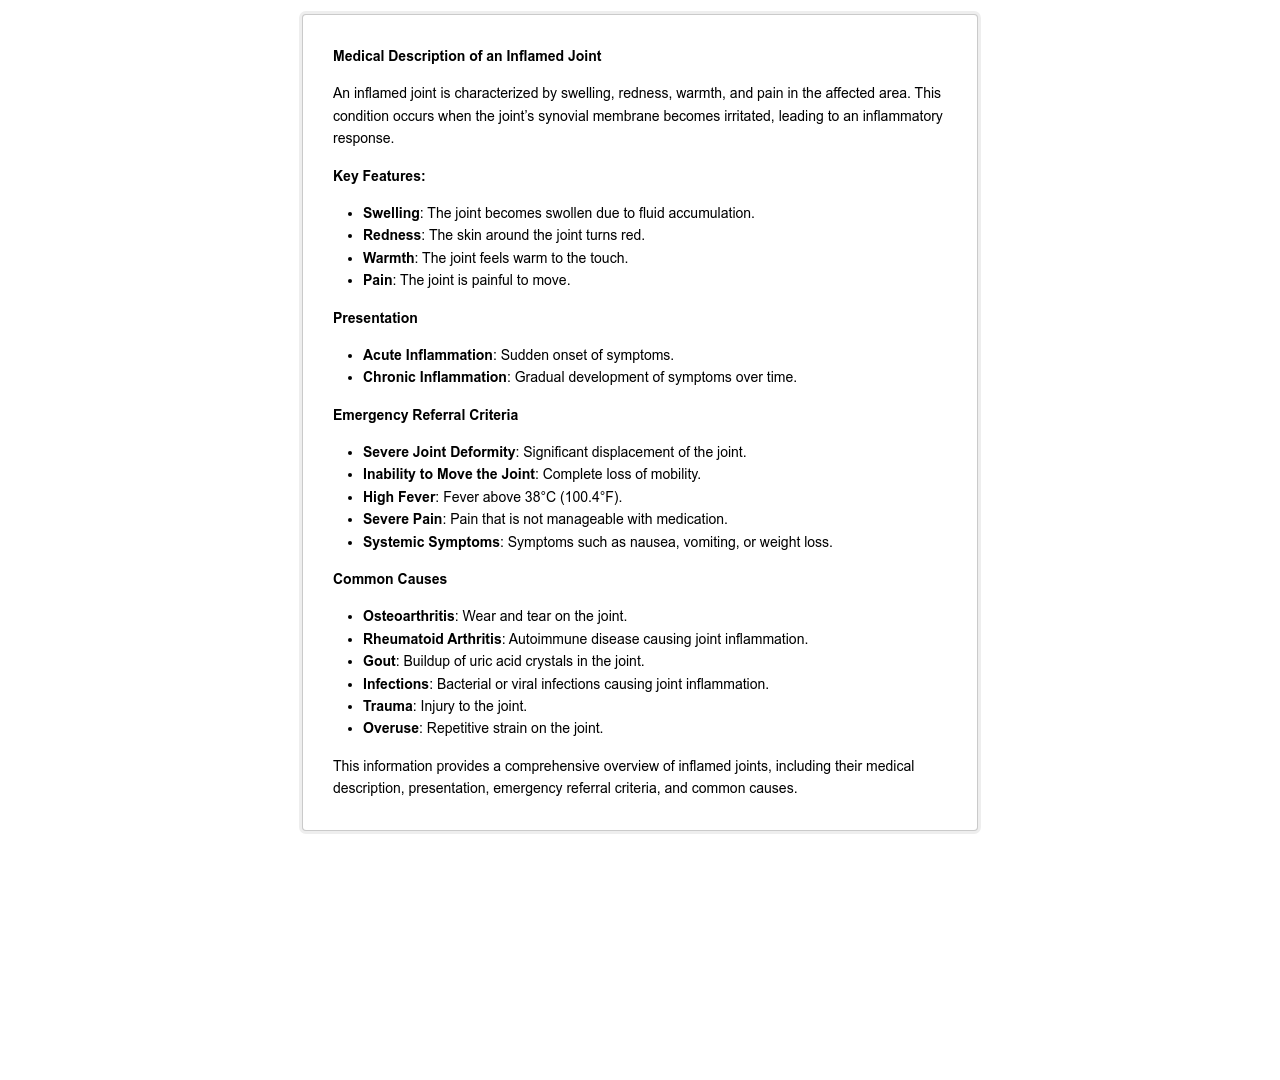 Medical Description of an Inflamed Joint
An inflamed joint is characterized by swelling, redness, warmth, and pain in the affected area. This
condition occurs when the joint's synovial membrane becomes irritated, leading to an inflammatory
response.
Key Features:
• Swelling: The joint becomes swollen due to fluid accumulation.
• Redness: The skin around the joint turns red.
• Warmth: The joint feels warm to the touch.
• Pain: The joint is painful to move.
Presentation
• Acute Inflammation: Sudden onset of symptoms.
• Chronic Inflammation: Gradual development of symptoms over time.
Emergency Referral Criteria
• Severe Joint Deformity: Significant displacement of the joint.
• Inability to Move the Joint: Complete loss of mobility.
• High Fever: Fever above 38°C (100.4°F).
• Severe Pain: Pain that is not manageable with medication.
• Systemic Symptoms: Symptoms such as nausea, vomiting, or weight loss.
Common Causes
• Osteoarthritis: Wear and tear on the joint.
• Rheumatoid Arthritis: Autoimmune disease causing joint inflammation.
• Gout: Buildup of uric acid crystals in the joint.
• Infections: Bacterial or viral infections causing joint inflammation.
• Trauma: Injury to the joint.
• Overuse: Repetitive strain on the joint.
This information provides a comprehensive overview of inflamed joints, including their medical
description, presentation, emergency referral criteria, and common causes.